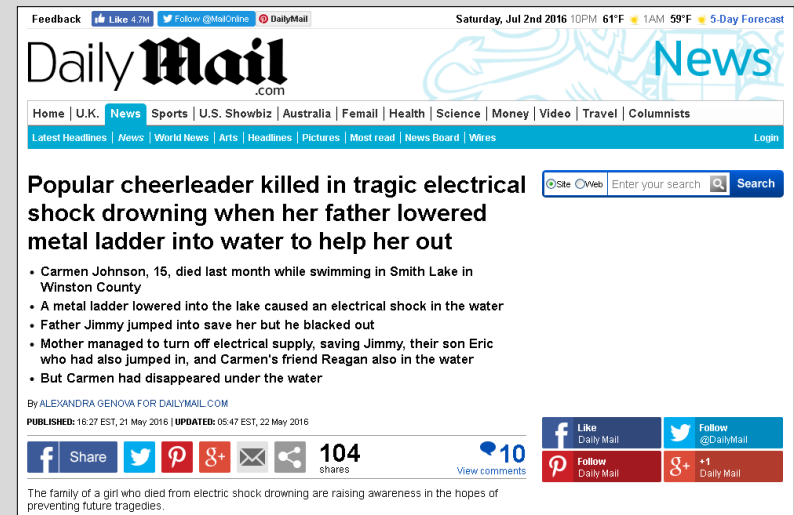 Feedback Like 4.7M Follow @MailOnline DailyMail Saturday, Jul 2nd 2016 10PM 61°F 1AM 59°F 5-Day Forecast
Daily Mail .com News
Home U.K. News Sports U.S. Showbiz Australia Femail Health Science Money Video Travel Columnists
Latest Headlines News World News Arts Headlines Pictures Most read News Board Wires Login
Popular cheerleader killed in tragic electrical
shock drowning when her father lowered
metal ladder into water to help her out
Site Web Enter your search Search
• Carmen Johnson, 15, died last month while swimming in Smith Lake in
Winston County
• A metal ladder lowered into the lake caused an electrical shock in the water
• Father Jimmy jumped into save her but he blacked out
• Mother managed to turn off electrical supply, saving Jimmy, their son Eric
who had also jumped in, and Carmen's friend Reagan also in the water
• But Carmen had disappeared under the water
By ALEXANDRA GENOVA FOR DAILYMAIL.COM
PUBLISHED: 16:27 EST, 21 May 2016 | UPDATED: 05:47 EST, 22 May 2016
f Share 8+ 104 shares 10 View comments
f Like Daily Mail
Follow @DailyMail
Follow Daily Mail
8+ +1 Daily Mail
The family of a girl who died from electric shock drowning are raising awareness in the hopes of
preventing future tragedies.